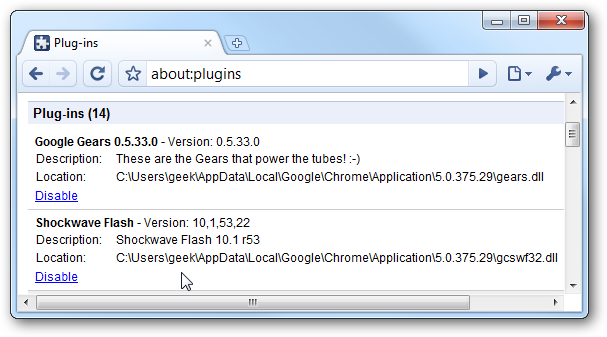 Plug-ins
about:plugins
Plug-ins (14)
Google Gears 0.5.33.0 - Version: 0.5.33.0
Description: These are the Gears that power the tubes! :-)
Location: C:\Users\geek\AppData\Local\Google\Chrome\Application\5.0.375.29\gears.dll
Disable
Shockwave Flash - Version: 10,1,53,22
Description: Shockwave Flash 10.1 r53
Location: C:\Users\geek\AppData\Local\Google\Chrome\Application\5.0.375.29\gcswf32.dll
Disable